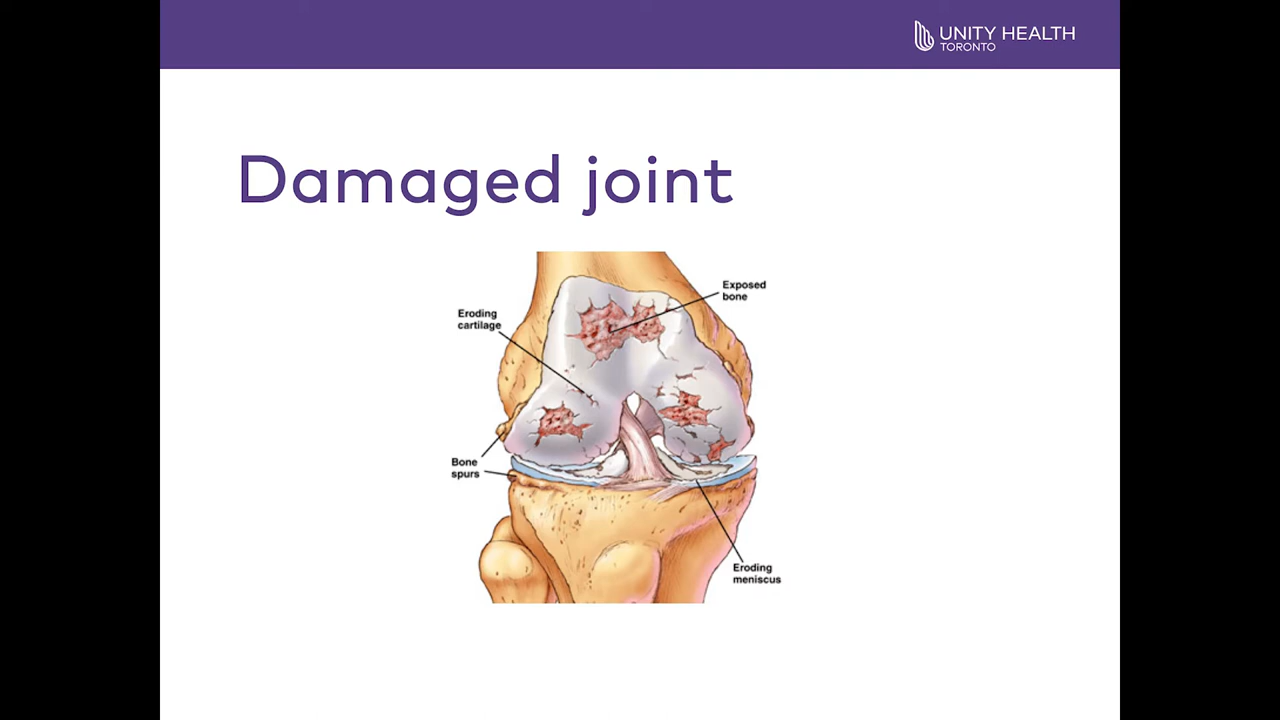 UNITY HEALTH
TORONTO
Damaged joint
Exposed
bone
Eroding
cartilage
Bone
spurs
Eroding
meniscus